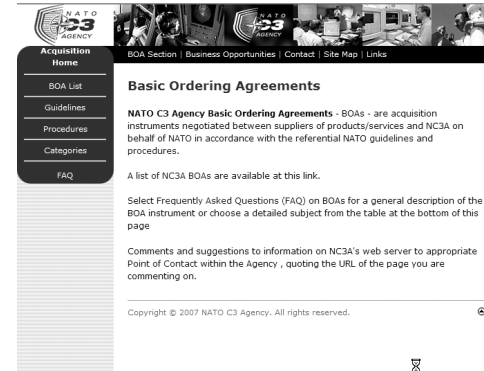 NATO
C3
AGENCY
NATO
C3
AGENCY
Acquisition
Home
BOA List
Guidelines
Procedures
Categories
FAQ
BOA Section | Business Opportunities | Contact | Site Map | Links
Basic Ordering Agreements
NATO C3 Agency Basic Ordering Agreements - BOAs - are acquisition
instruments negotiated between suppliers of products/services and NC3A on
behalf of NATO in accordance with the referential NATO guidelines and
procedures.
A list of NC3A BOAs are available at this link.
Select Frequently Asked Questions (FAQ) on BOAs for a general description of the
BOA instrument or choose a detailed subject from the table at the bottom of this
page
Comments and suggestions to information on NC3A's web server to appropriate
Point of Contact within the Agency , quoting the URL of the page you are
commenting on.
Copyright © 2007 NATO C3 Agency. All rights reserved.